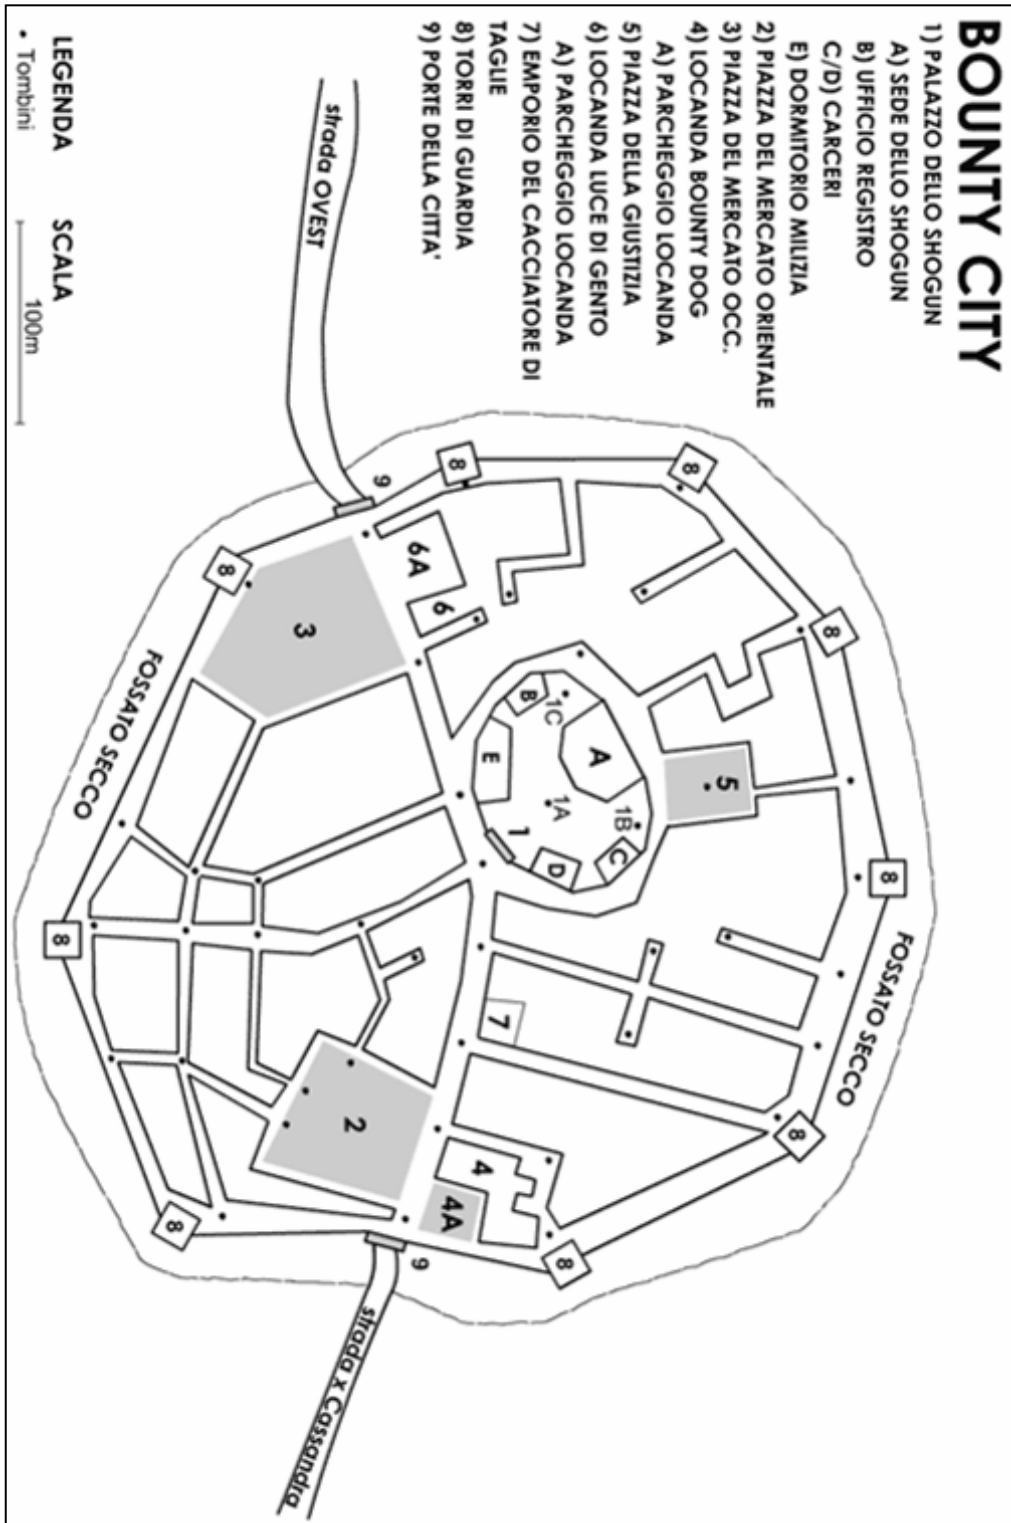 BOUNTY CITY
1) PALAZZO DELLO SHOGUN
A) SEDE DELLO SHOGUN
B) UFFICIO REGISTRO
C/D) CARCERI
E) DORMITORIO MILIZIA
2) PIAZZA DEL MERCATO ORIENTALE
3) PIAZZA DEL MERCATO OCC.
4) LOCANDA BOUNTY DOG
A) PARCHEGGIO LOCANDA
5) PIAZZA DELLA GIUSTIZIA
6) LOCANDA LUCE DI GENTO
A) PARCHEGGIO LOCANDA
7) EMPORIO DEL CACCIATORE DI
TAGLIE
8) TORRI DI GUARDIA
9) PORTE DELLA CITTA'
LEGENDA
• Tombini
SCALA
100m
strada OVEST
9
8
8
8
8
8
FOSSATO SECCO
6A
6
3
B
1C
A
E
1A
1B
1
D
C
5
FOSSATO SECCO
8
7
2
4
4A
8
8
8
9
strada x Cassandra